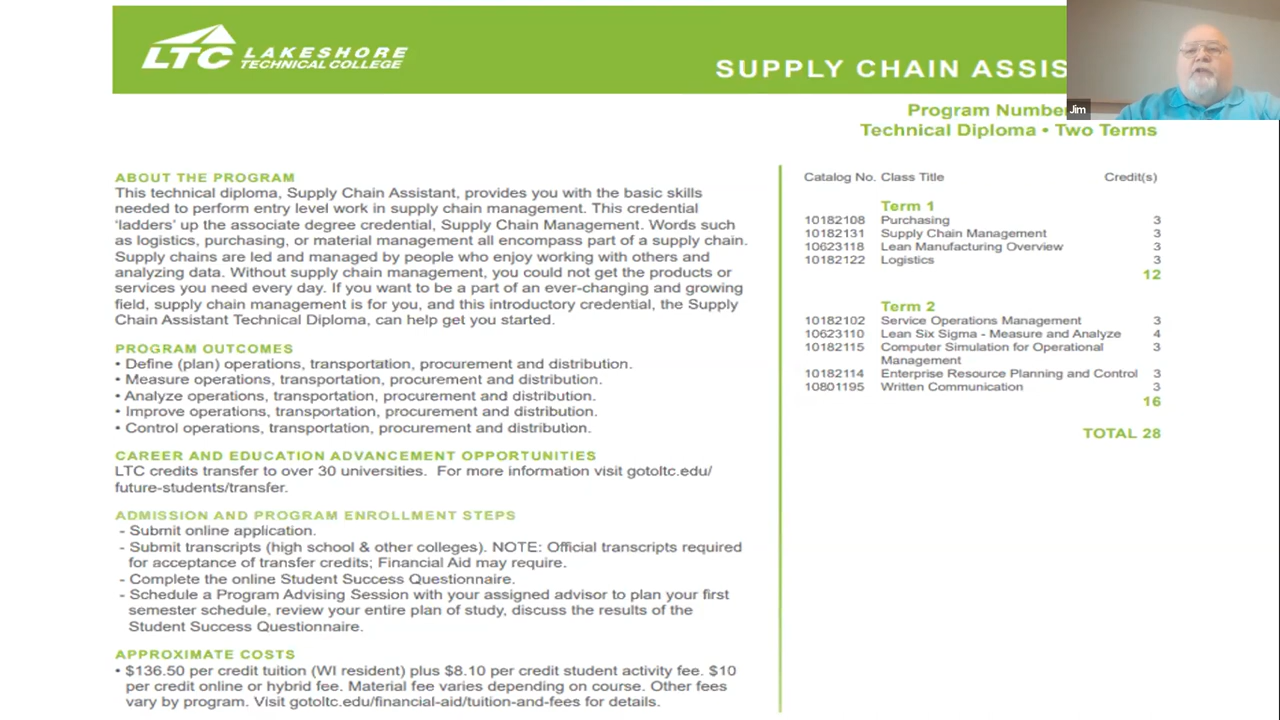 LTC LAKESHORE
TECHNICAL COLLEGE
SUPPLY CHAIN ASSIS
Jim
Program Numbe
Technical Diploma • Two Terms
ABOUT THE PROGRAM
This technical diploma, Supply Chain Assistant, provides you with the basic skills
needed to perform entry level work in supply chain management. This credential
‘ladders’ up the associate degree credential, Supply Chain Management. Words such
as logistics, purchasing, or material management all encompass part of a supply chain.
Supply chains are led and managed by people who enjoy working with others and
analyzing data. Without supply chain management, you could not get the products or
services you need every day. If you want to be a part of an ever-changing and growing
field, supply chain management is for you, and this introductory credential, the Supply
Chain Assistant Technical Diploma, can help get you started.
PROGRAM OUTCOMES
• Define (plan) operations, transportation, procurement and distribution.
• Measure operations, transportation, procurement and distribution.
• Analyze operations, transportation, procurement and distribution.
• Improve operations, transportation, procurement and distribution.
• Control operations, transportation, procurement and distribution.
CAREER AND EDUCATION ADVANCEMENT OPPORTUNITIES
LTC credits transfer to over 30 universities. For more information visit gotoltc.edu/
future-students/transfer.
ADMISSION AND PROGRAM ENROLLMENT STEPS
- Submit online application.
- Submit transcripts (high school & other colleges). NOTE: Official transcripts required
for acceptance of transfer credits; Financial Aid may require.
- Complete the online Student Success Questionnaire.
- Schedule a Program Advising Session with your assigned advisor to plan your first
semester schedule, review your entire plan of study, discuss the results of the
Student Success Questionnaire.
APPROXIMATE COSTS
• $136.50 per credit tuition (WI resident) plus $8.10 per credit student activity fee. $10
per credit online or hybrid fee. Material fee varies depending on course. Other fees
vary by program. Visit gotoltc.edu/financial-aid/tuition-and-fees for details.
Catalog No. Class Title Credit(s)
Term 1
10182108 Purchasing 3
10182131 Supply Chain Management 3
10623118 Lean Manufacturing Overview 3
10182122 Logistics 3
12
Term 2
10182102 Service Operations Management 3
10623110 Lean Six Sigma - Measure and Analyze 4
10182115 Computer Simulation for Operational 3
Management
10182114 Enterprise Resource Planning and Control 3
10801195 Written Communication 3
16
TOTAL 28